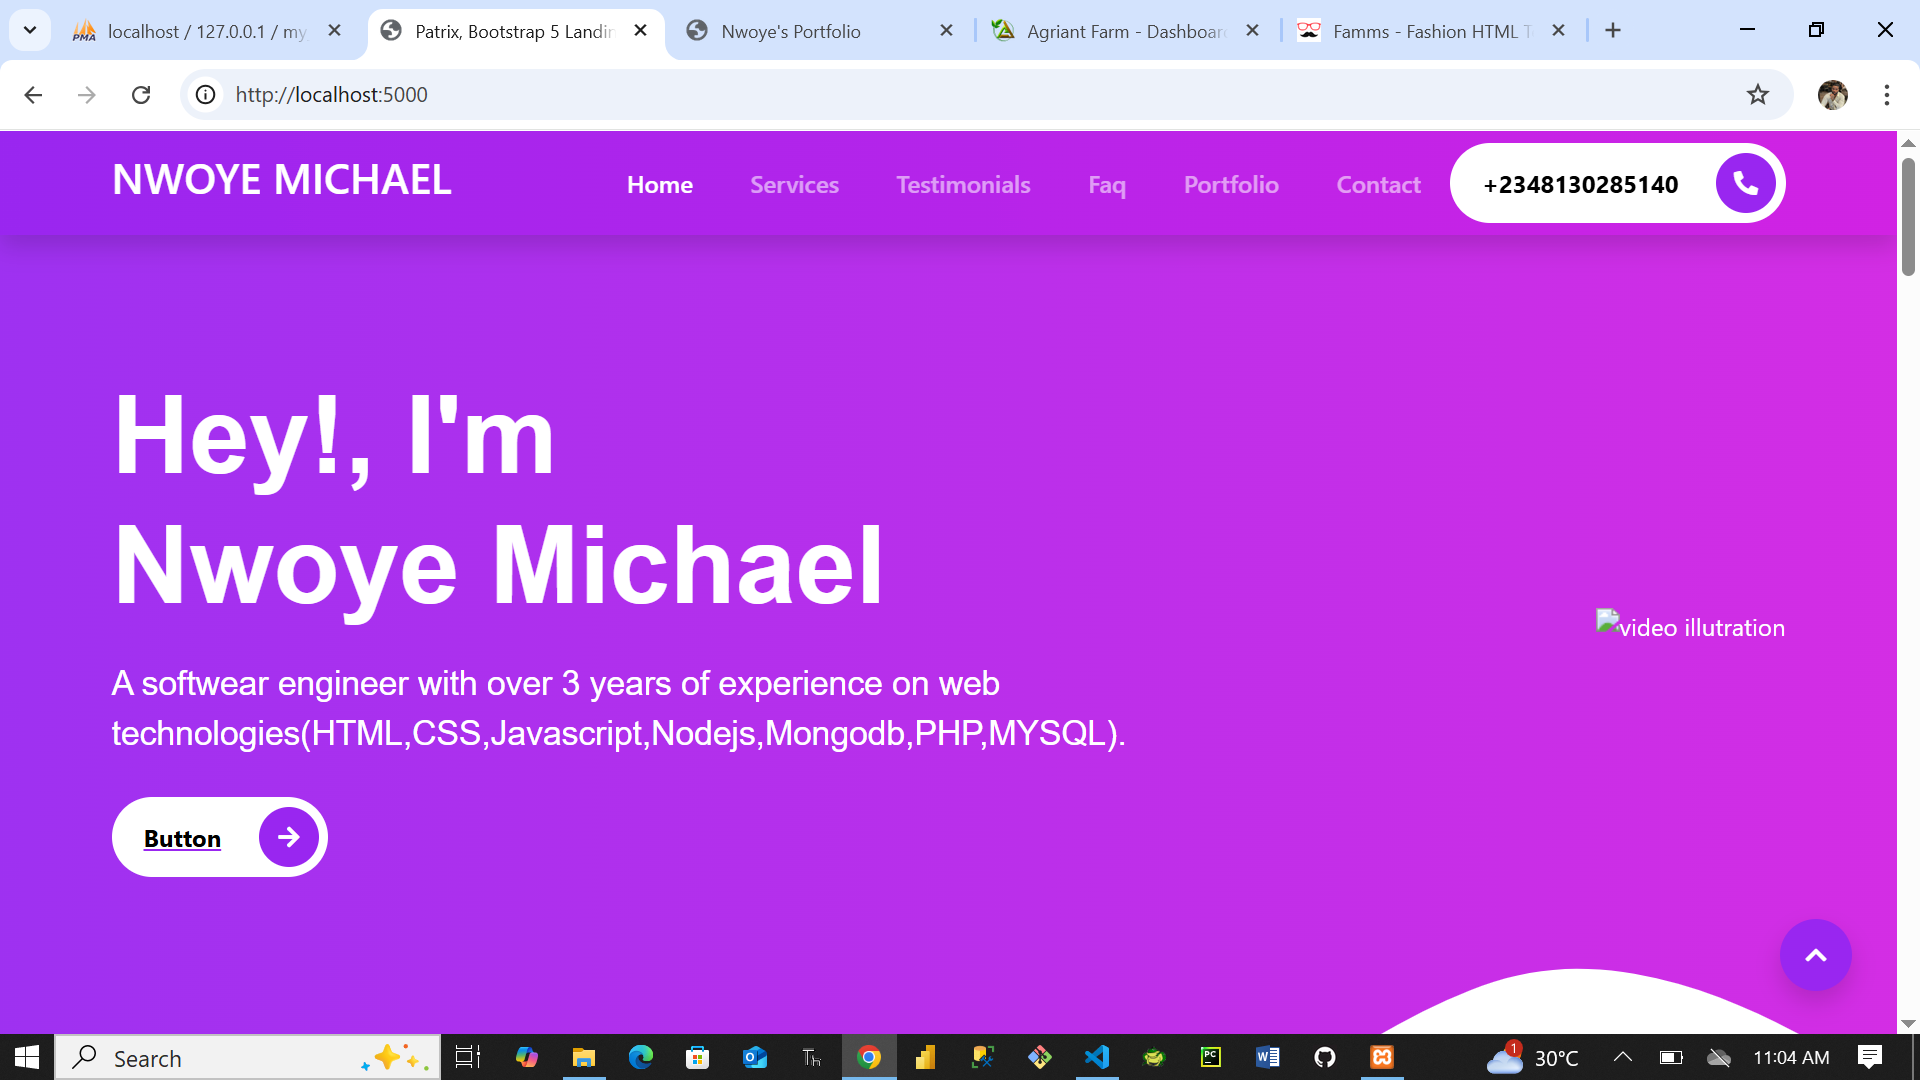 localhost / 127.0.0.1 / my
Patrix, Bootstrap 5 Landin
Nwoye's Portfolio
Agriant Farm - Dashboar
Famms - Fashion HTML T
http://localhost:5000
NWOYE MICHAEL
Home
Services
Testimonials
Faq
Portfolio
Contact
+2348130285140
Hey!, I'm
Nwoye Michael
A softwear engineer with over 3 years of experience on web
technologies(HTML,CSS,Javascript,Nodejs,Mongodb,PHP,MYSQL).
video illutration
Button
Search
1
30°C
11:04 AM